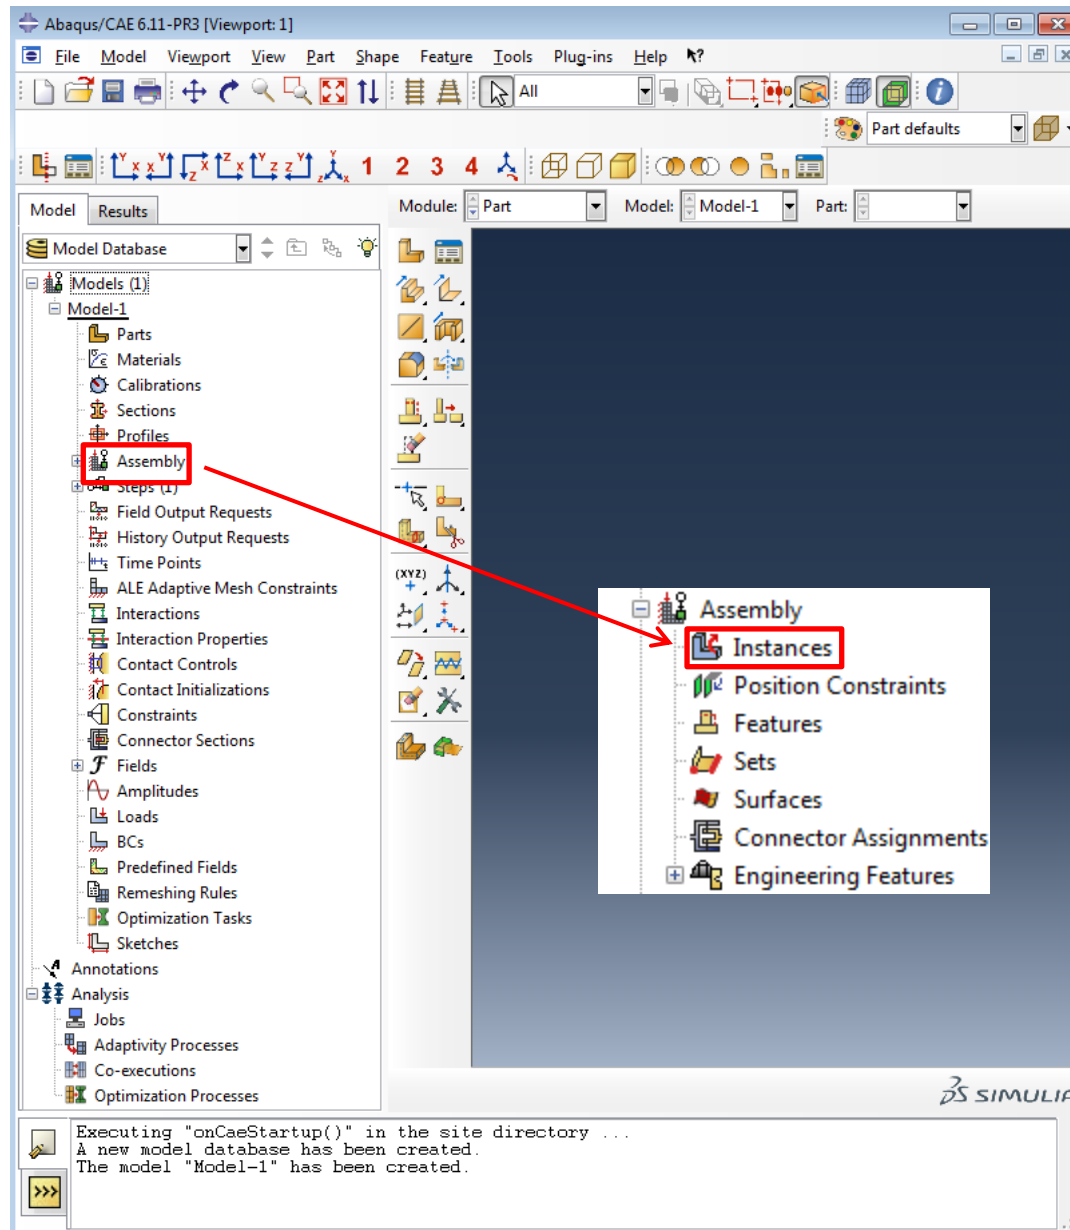 Abaqus/CAE 6.11-PR3 [Viewport: 1]
File Model Viewport View Part Shape Feature Tools Plug-ins Help
All
Part defaults
1 2 3 4
Model Results
Module: Part Model: Model-1 Part:
Model Database
Models (1)
Model-1
Parts
Materials
Calibrations
Sections
Profiles
Assembly
Steps (1)
Field Output Requests
History Output Requests
Time Points
ALE Adaptive Mesh Constraints
Interactions
Interaction Properties
Contact Controls
Contact Initializations
Constraints
Connector Sections
Fields
Amplitudes
Loads
BCs
Predefined Fields
Remeshing Rules
Optimization Tasks
Sketches
Annotations
Analysis
Jobs
Adaptivity Processes
Co-executions
Optimization Processes
(XYZ)
Assembly
Instances
Position Constraints
Features
Sets
Surfaces
Connector Assignments
Engineering Features
SIMULIA
Executing "onCaeStartup()" in the site directory ...
A new model database has been created.
The model "Model-1" has been created.
>>>